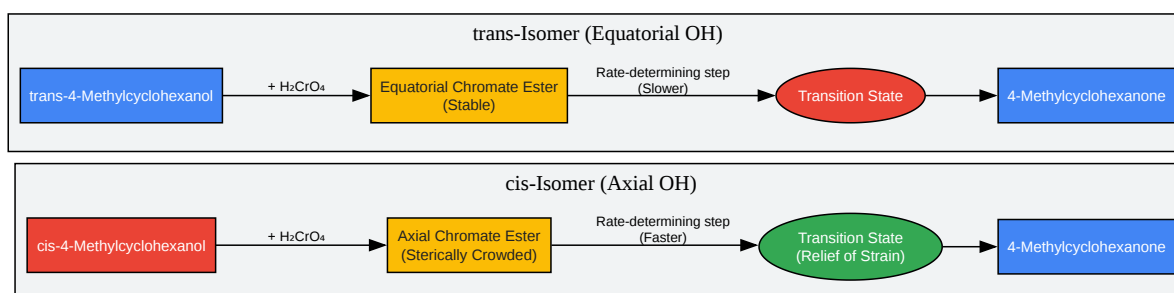 trans-Isomer (Equatorial OH)
trans-4-Methylcyclohexanol
+ H₂CrO₄
Equatorial Chromate Ester
(Stable)
Rate-determining step
(Slower)
Transition State
4-Methylcyclohexanone
cis-Isomer (Axial OH)
cis-4-Methylcyclohexanol
+ H₂CrO₄
Axial Chromate Ester
(Sterically Crowded)
Rate-determining step
(Faster)
Transition State
(Relief of Strain)
4-Methylcyclohexanone